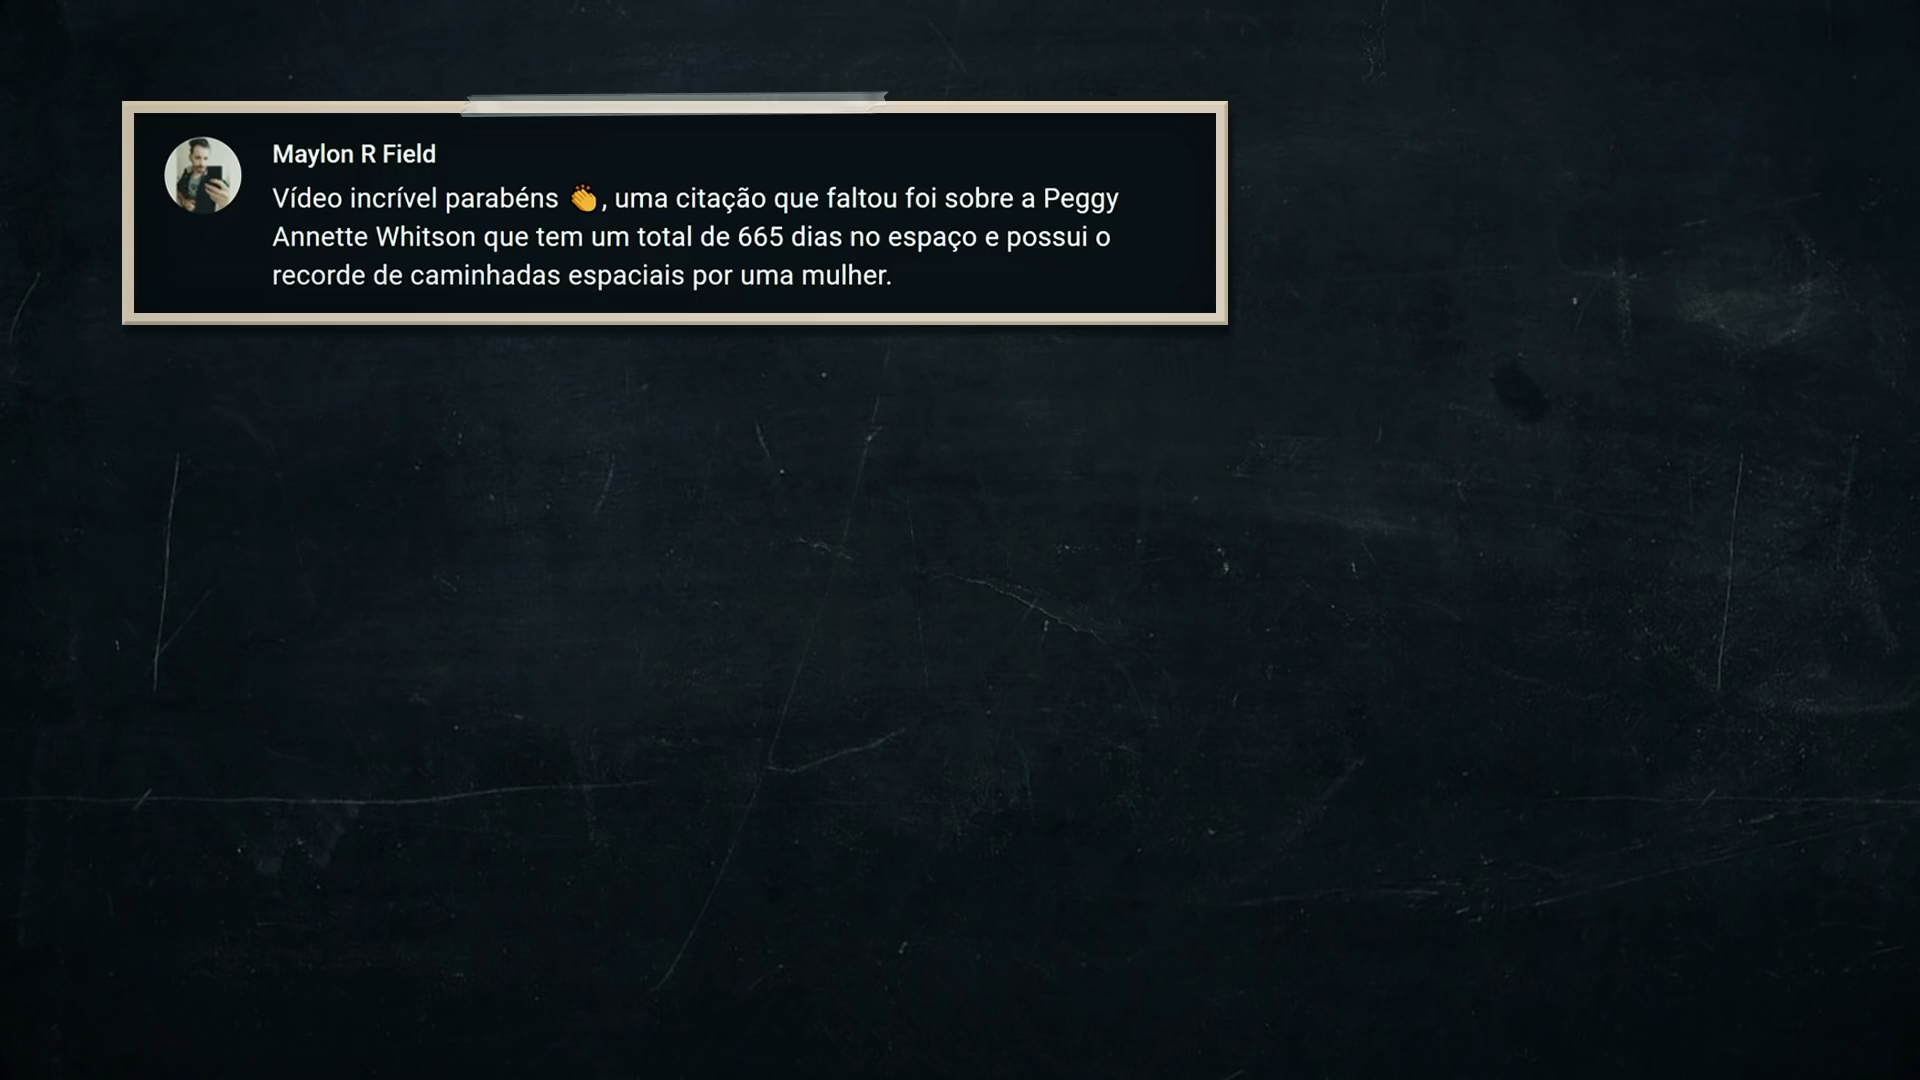 Maylon R Field
Vídeo incrível parabéns 👏, uma citação que faltou foi sobre a Peggy
Annette Whitson que tem um total de 665 dias no espaço e possui o
recorde de caminhadas espaciais por uma mulher.